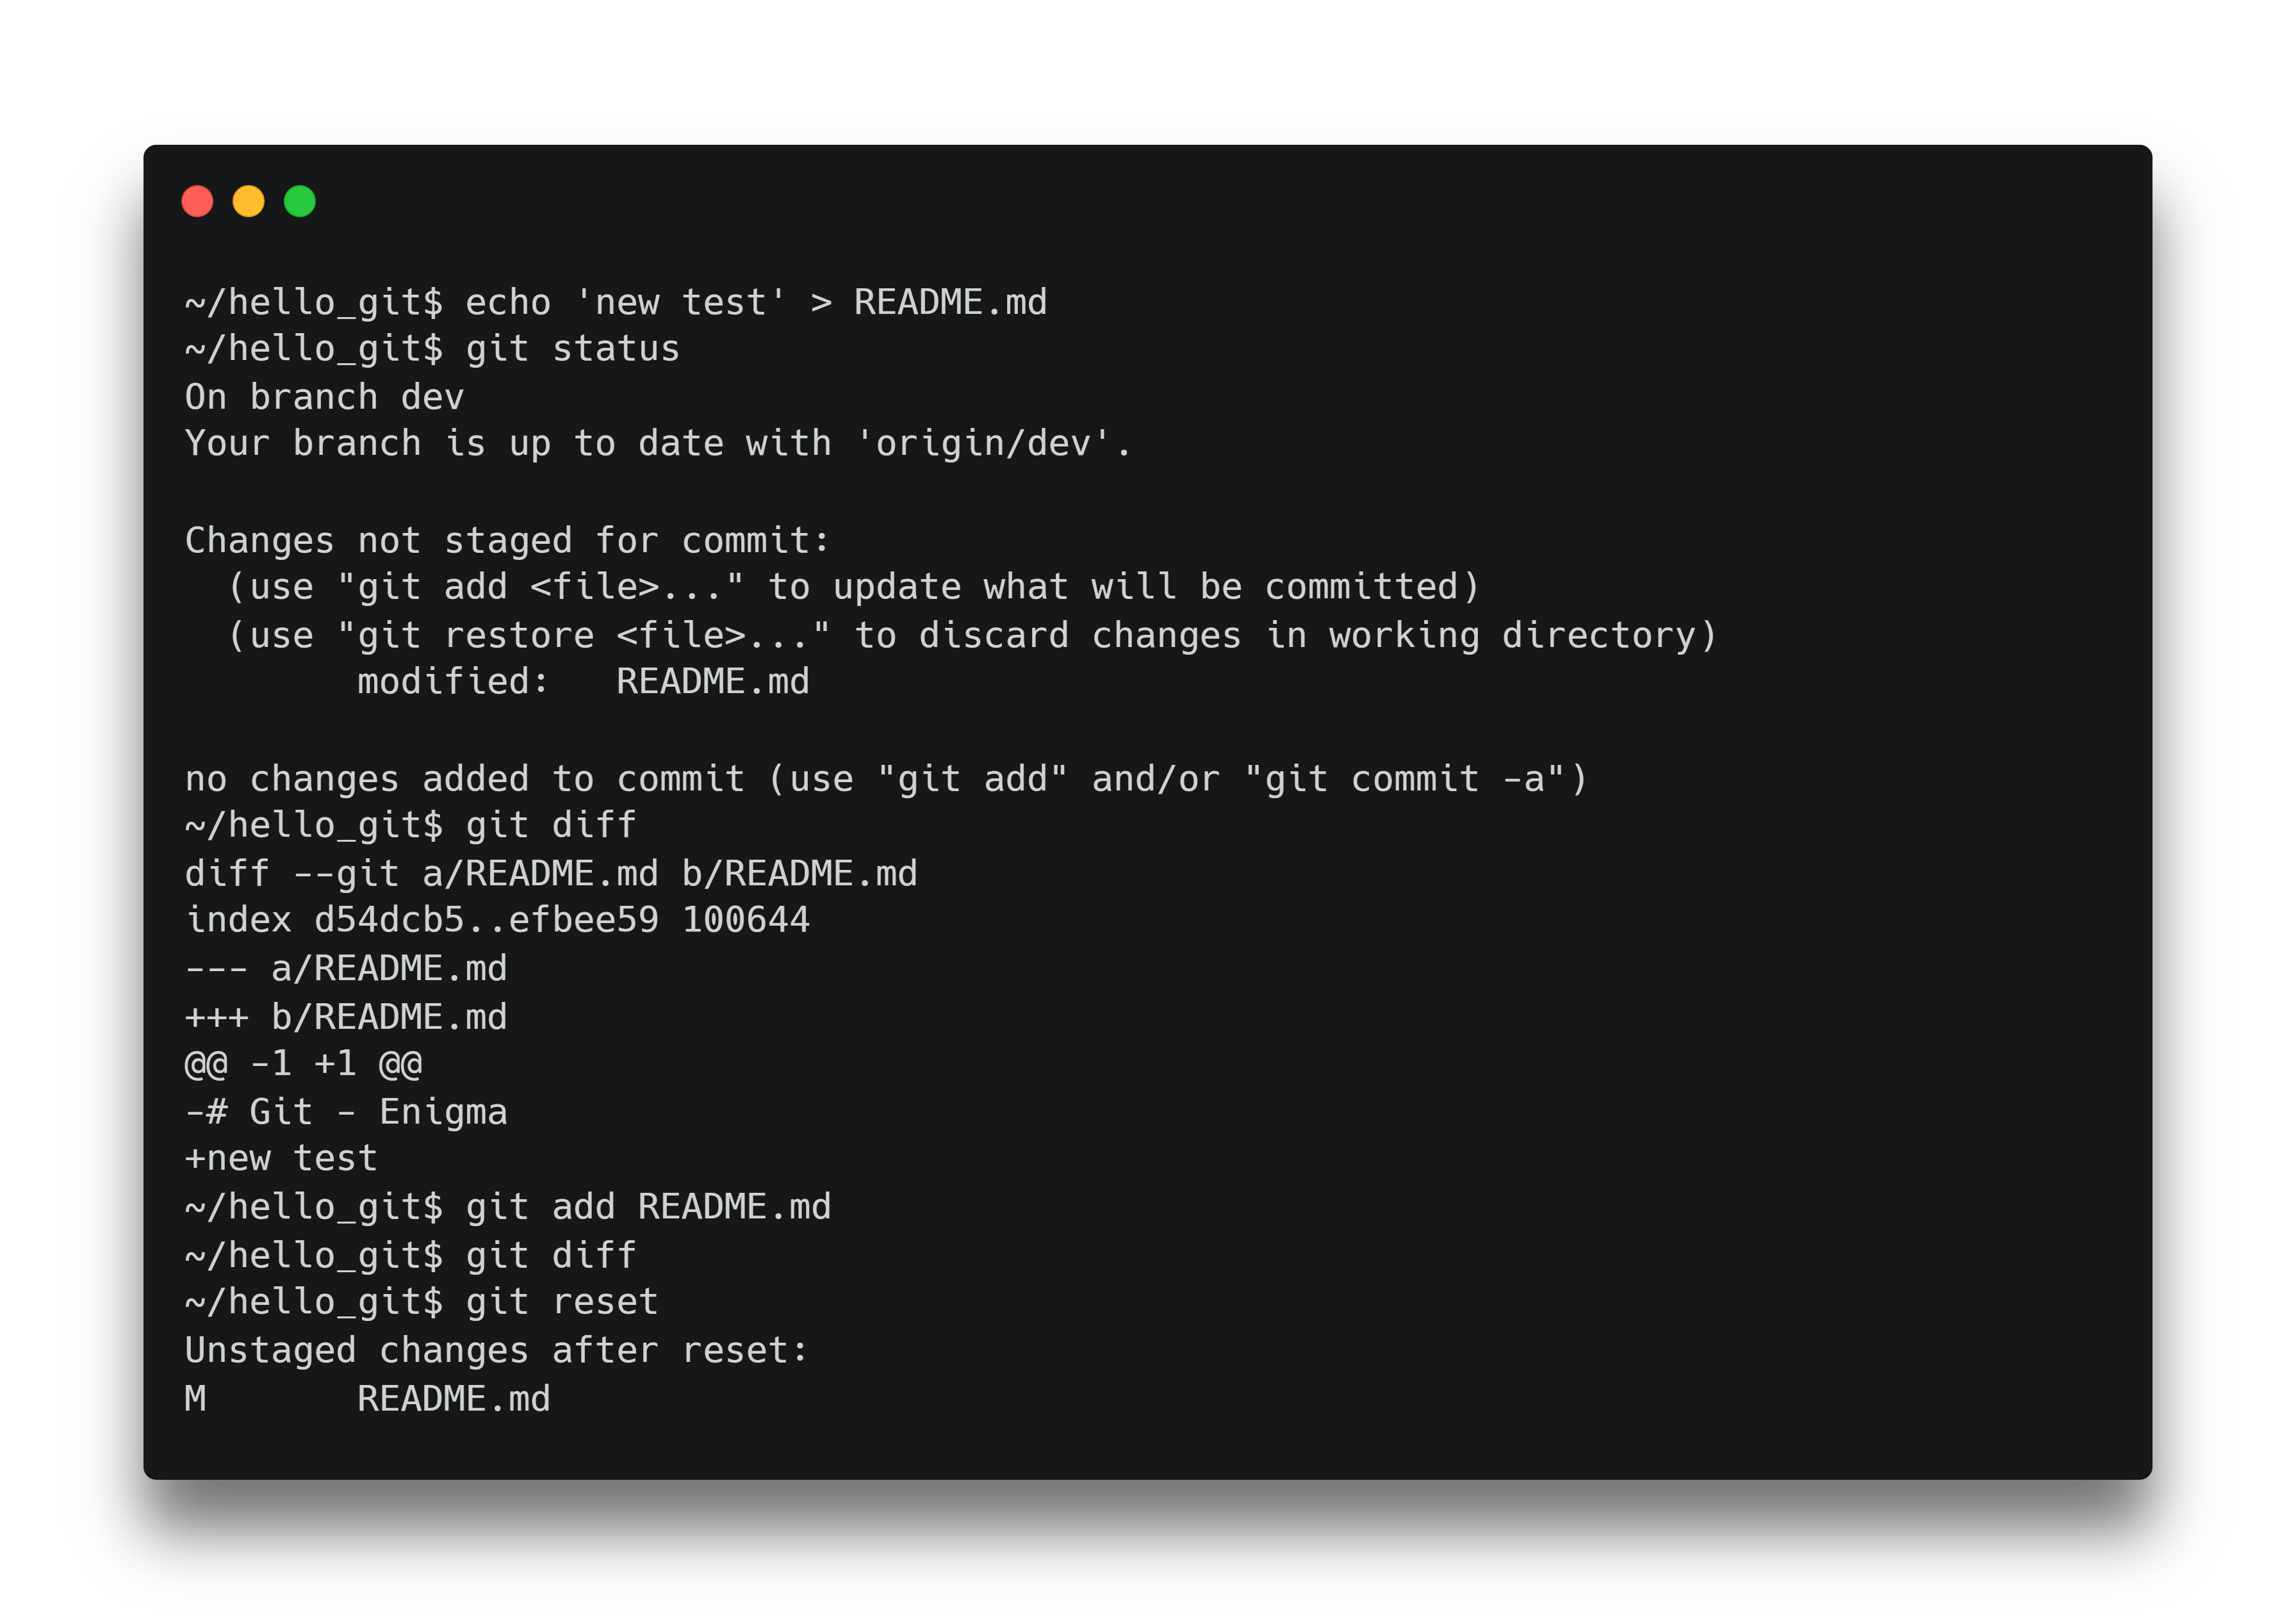 ~/hello_git$ echo 'new test' > README.md
~/hello_git$ git status
On branch dev
Your branch is up to date with 'origin/dev'.

Changes not staged for commit:
  (use "git add <file>..." to update what will be committed)
  (use "git restore <file>..." to discard changes in working directory)
        modified:   README.md

no changes added to commit (use "git add" and/or "git commit -a")
~/hello_git$ git diff
diff --git a/README.md b/README.md
index d54dcb5..efbee59 100644
--- a/README.md
+++ b/README.md
@@ -1 +1 @@
-# Git - Enigma
+new test
~/hello_git$ git add README.md
~/hello_git$ git diff
~/hello_git$ git reset
Unstaged changes after reset:
M       README.md